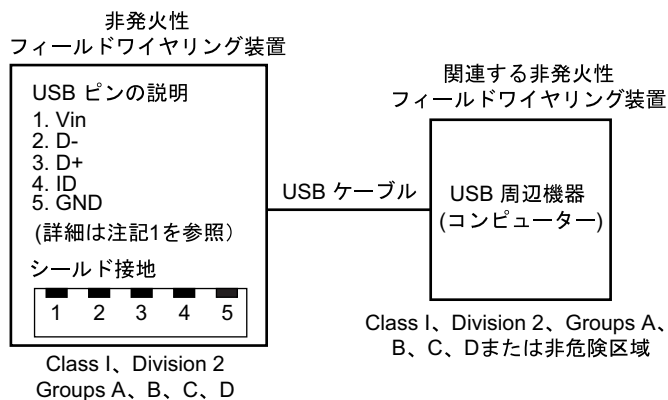 非発火性
フィールドワイヤリング装置
USB ピンの説明
1. Vin
2. D-
3. D+
4. ID
5. GND
(詳細は注記1を参照）
シールド接地
1 2 3 4 5
Class I、Division 2
Groups A、B、C、D
USB ケーブル
関連する非発火性
フィールドワイヤリング装置
USB 周辺機器
(コンピューター)
Class I、Division 2、Groups A、
B、C、Dまたは非危険区域